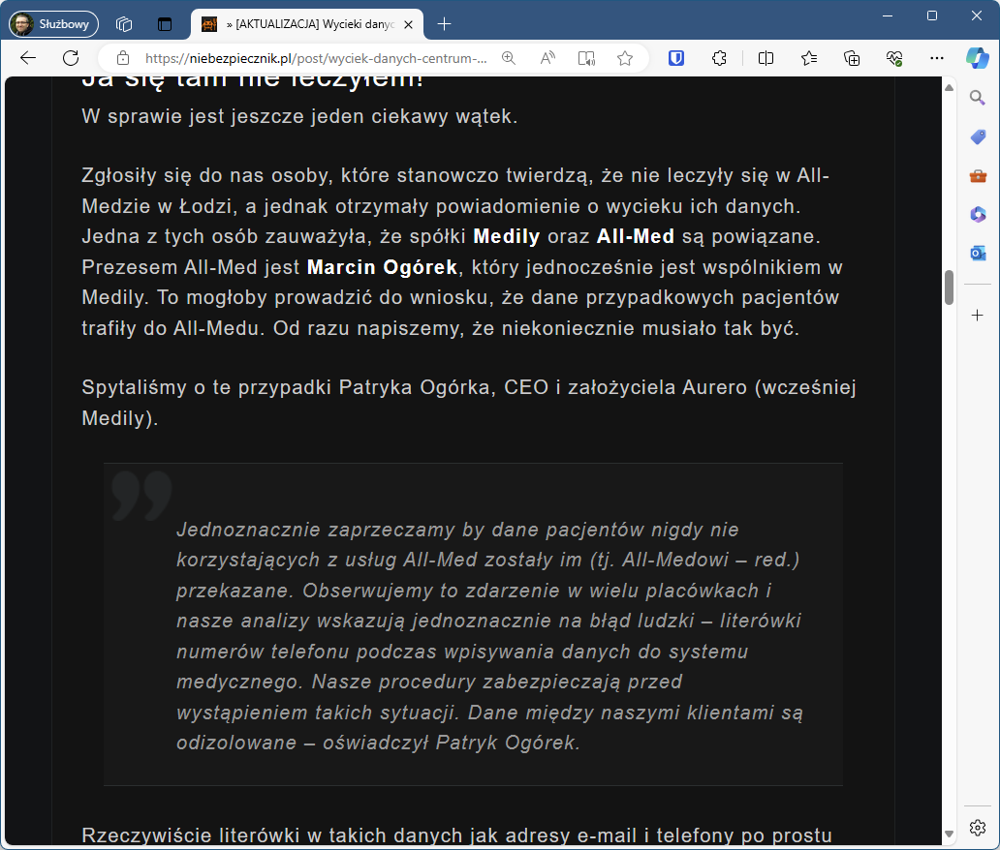 Służbowy
» [AKTUALIZACJA] Wycieki danyc
https://niebezpiecznik.pl/post/wyciek-danych-centrum-...
Ja się tam nie leczyłem!
W sprawie jest jeszcze jeden ciekawy wątek.
Zgłosiły się do nas osoby, które stanowczo twierdzą, że nie leczyły się w All-
Medzie w Łodzi, a jednak otrzymały powiadomienie o wycieku ich danych.
Jedna z tych osób zauważyła, że spółki Medily oraz All-Med są powiązane.
Prezesem All-Med jest Marcin Ogórek, który jednocześnie jest wspólnikiem w
Medily. To mogłoby prowadzić do wniosku, że dane przypadkowych pacjentów
trafiły do All-Medu. Od razu napiszemy, że niekoniecznie musiało tak być.
Spytaliśmy o te przypadki Patryka Ogórka, CEO i założyciela Aurero (wcześniej
Medily).
Jednoznacznie zaprzeczamy by dane pacjentów nigdy nie
korzystających z usług All-Med zostały im (tj. All-Medowi – red.)
przekazane. Obserwujemy to zdarzenie w wielu placówkach i
nasze analizy wskazują jednoznacznie na błąd ludzki – literówki
numerów telefonu podczas wpisywania danych do systemu
medycznego. Nasze procedury zabezpieczają przed
wystąpieniem takich sytuacji. Dane między naszymi klientami są
odizolowane – oświadczył Patryk Ogórek.
Rzeczywiście literówki w takich danych jak adresy e-mail i telefony po prostu